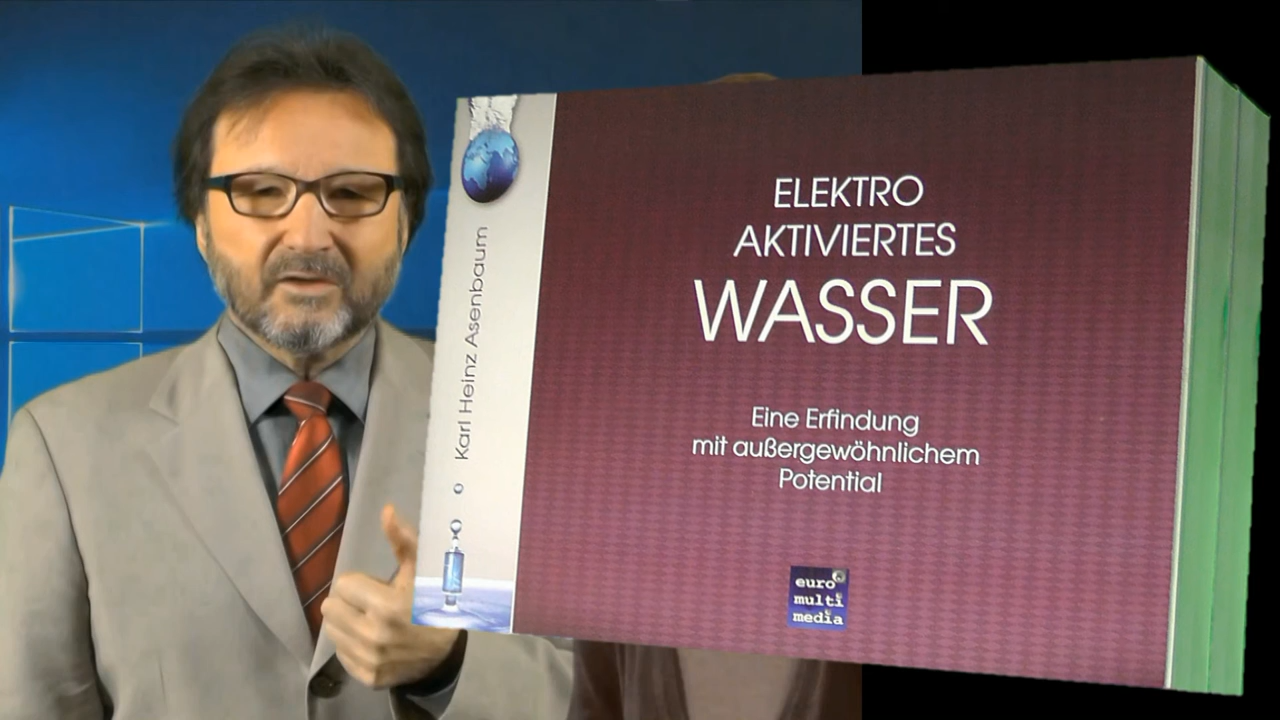 Karl Heinz Asenbaum
ELEKTRO
AKTIVIERTES
WASSER
Eine Erfindung
mit außergewöhnlichem
Potential
euro
multi
media